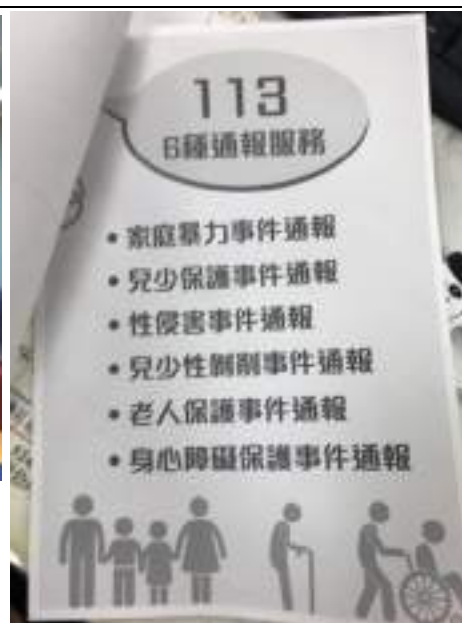 113
6種通報服務
• 家庭暴力事件通報
• 兒少保護事件通報
• 性侵害事件通報
• 兒少性剝削事件通報
• 老人保護事件通報
• 身心障礙保護事件通報